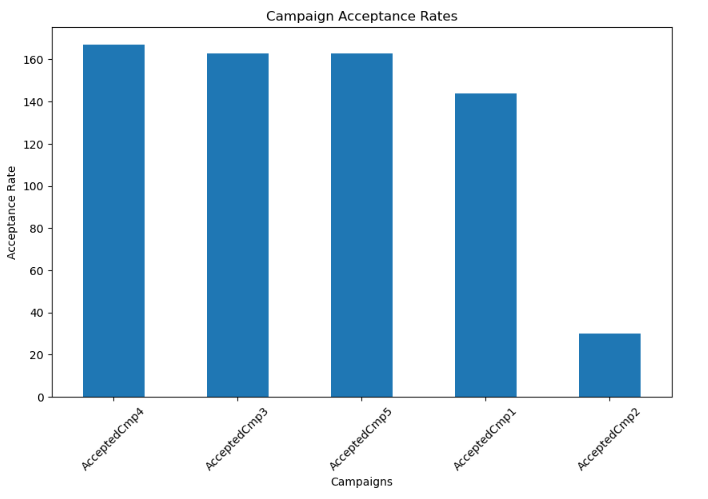 Campaign Acceptance Rates
160
140
120
100
80
60
40
20
0
Acceptance Rate
AcceptedCmp4
AcceptedCmp3
AcceptedCmp5
AcceptedCmp1
AcceptedCmp2
Campaigns